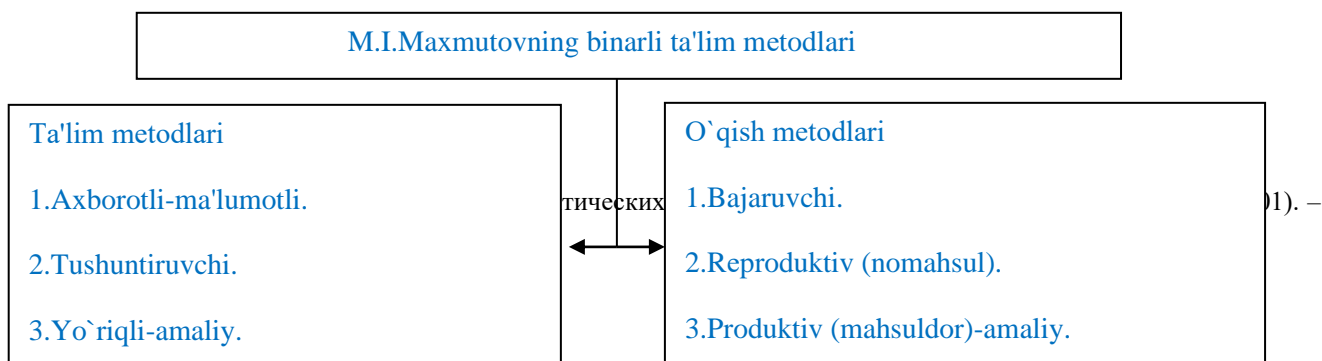 M.I.Maxmutovning binarli ta'lim metodlari
Ta'lim metodlari
1.Axborotli-ma'lumotli.
2.Tushuntiruvchi.
3.Yo`riqli-amaliy.
тических
O`qish metodlari
1.Bajaruvchi.
2.Reproduktiv (nomahsul).
3.Produktiv (mahsuldor)-amaliy.
1). –